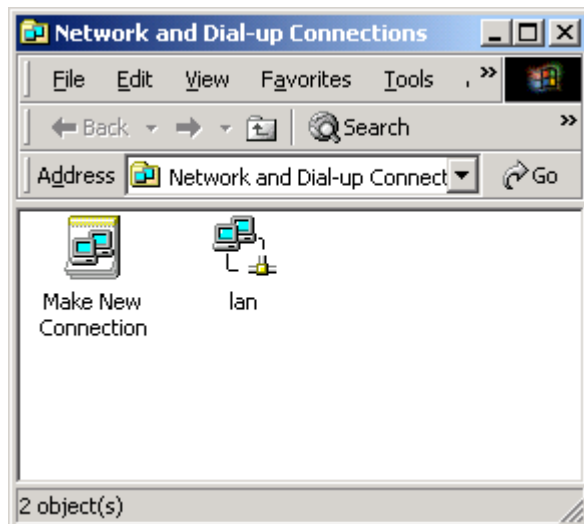 Network and Dial-up Connections
File Edit View Favorites Tools »
Back Search »
Address Network and Dial-up Connect Go
Make New
Connection
lan
2 object(s)